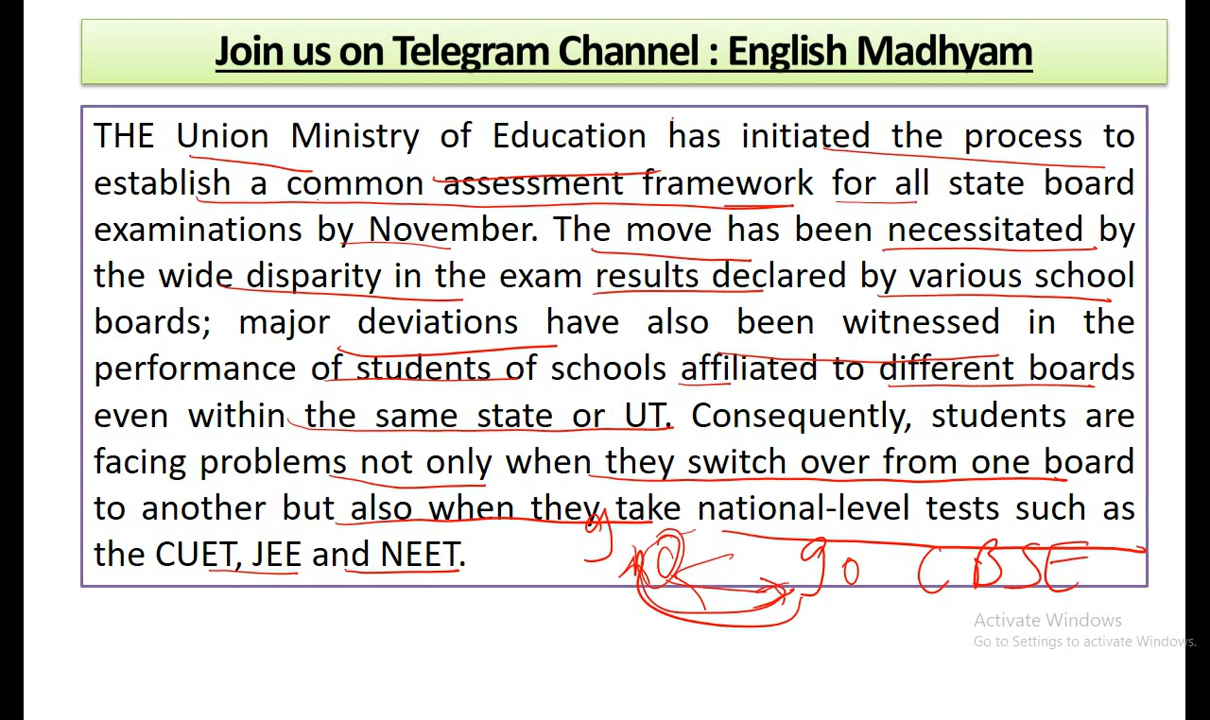 Join us on Telegram Channel : English Madhyam
THE Union Ministry of Education has initiated the process to
establish a common assessment framework for all state board
examinations by November. The move has been necessitated by
the wide disparity in the exam results declared by various school
boards; major deviations have also been witnessed in the
performance of students of schools affiliated to different boards
even within the same state or UT. Consequently, students are
facing problems not only when they switch over from one board
to another but also when they take national-level tests such as
the CUET, JEE and NEET.
90 CBSE
Activate Windows
Go to Settings to activate Windows.